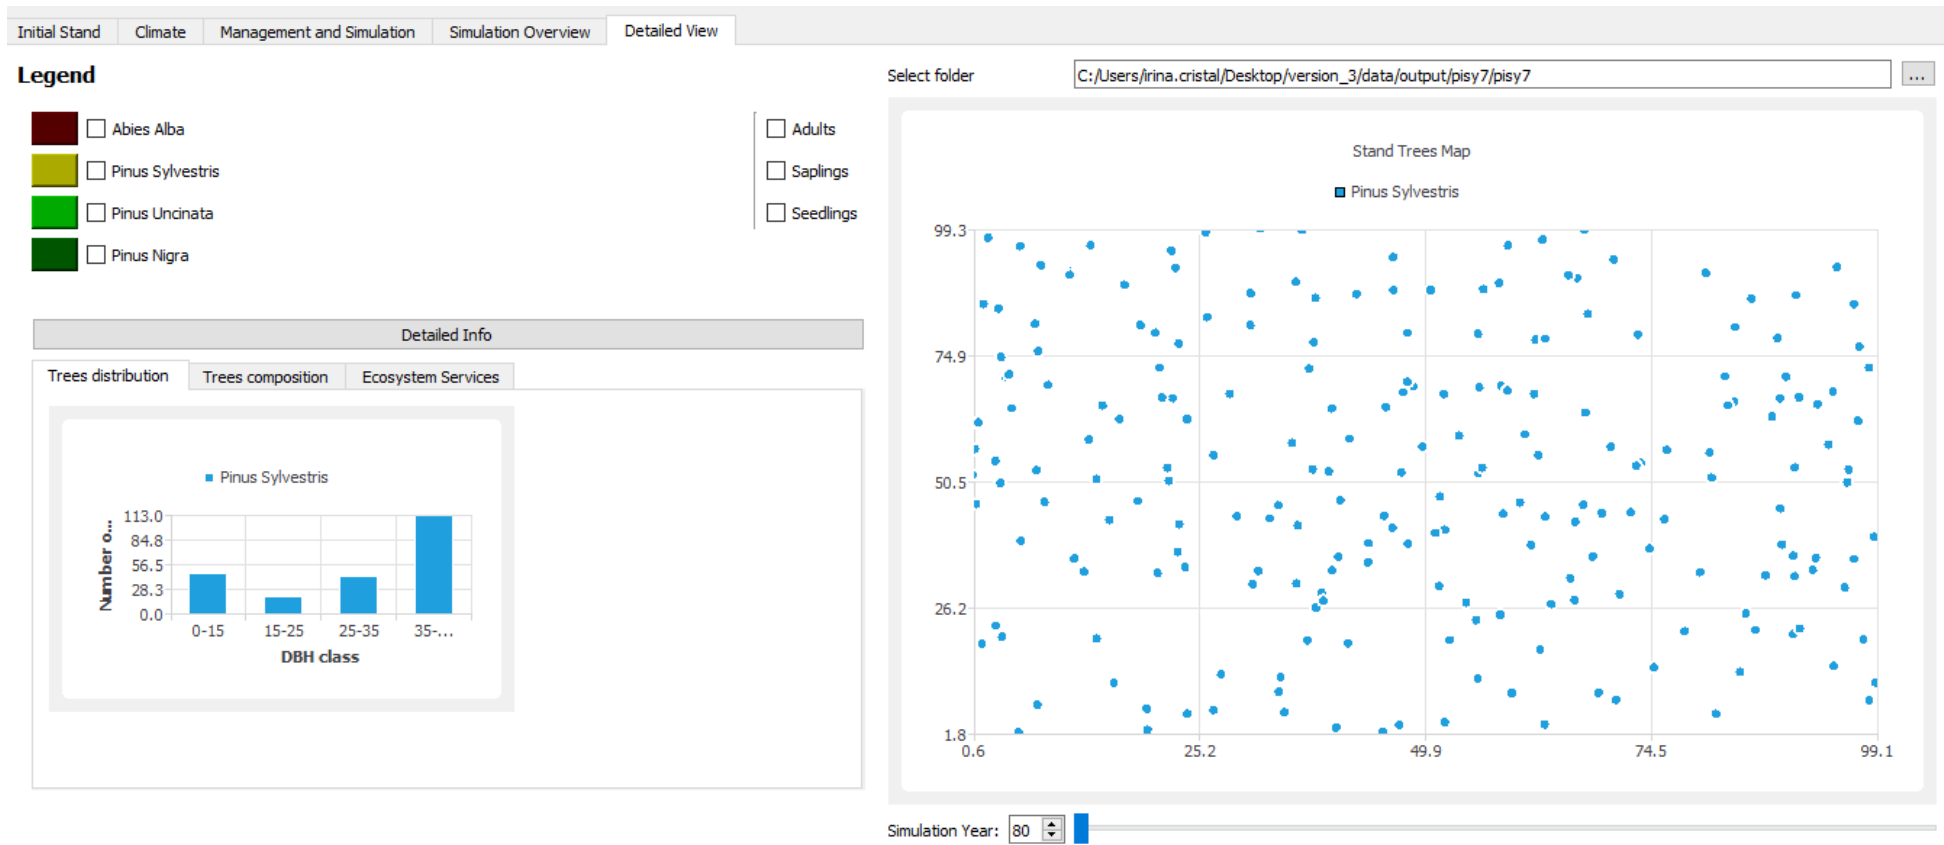 Initial Stand
Climate
Management and Simulation
Simulation Overview
Detailed View
Legend
Abies Alba
Pinus Sylvestris
Pinus Uncinata
Pinus Nigra
Adults
Saplings
Seedlings
Detailed Info
Trees distribution
Trees composition
Ecosystem Services
Pinus Sylvestris
Number o...
113.0
84.8
56.5
28.3
0.0
0-15
15-25
25-35
35-...
DBH class
Select folder
C:/Users/irina.cristal/Desktop/version_3/data/output/pisy7/pisy7
...
Stand Trees Map
Pinus Sylvestris
99.3
74.9
50.5
26.2
1.8
0.6
25.2
49.9
74.5
99.1
Simulation Year:
80